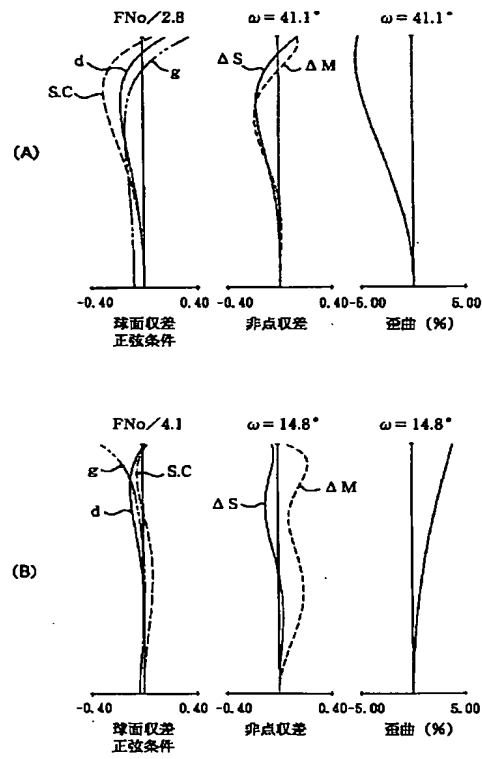 FNo/2.8 ω=41.1° ω=41.1°
d g S.C
ΔS ΔM
(A)
-0.40 0.40 -0.40 0.40 -5.00 5.00
球面収差 非点収差 歪曲 (%)
正弦条件
FNo/4.1 ω=14.8° ω=14.8°
g S.C d
ΔS ΔM
(B)
-0.40 0.40 -0.40 0.40 -5.00 5.00
球面収差 非点収差 歪曲 (%)
正弦条件